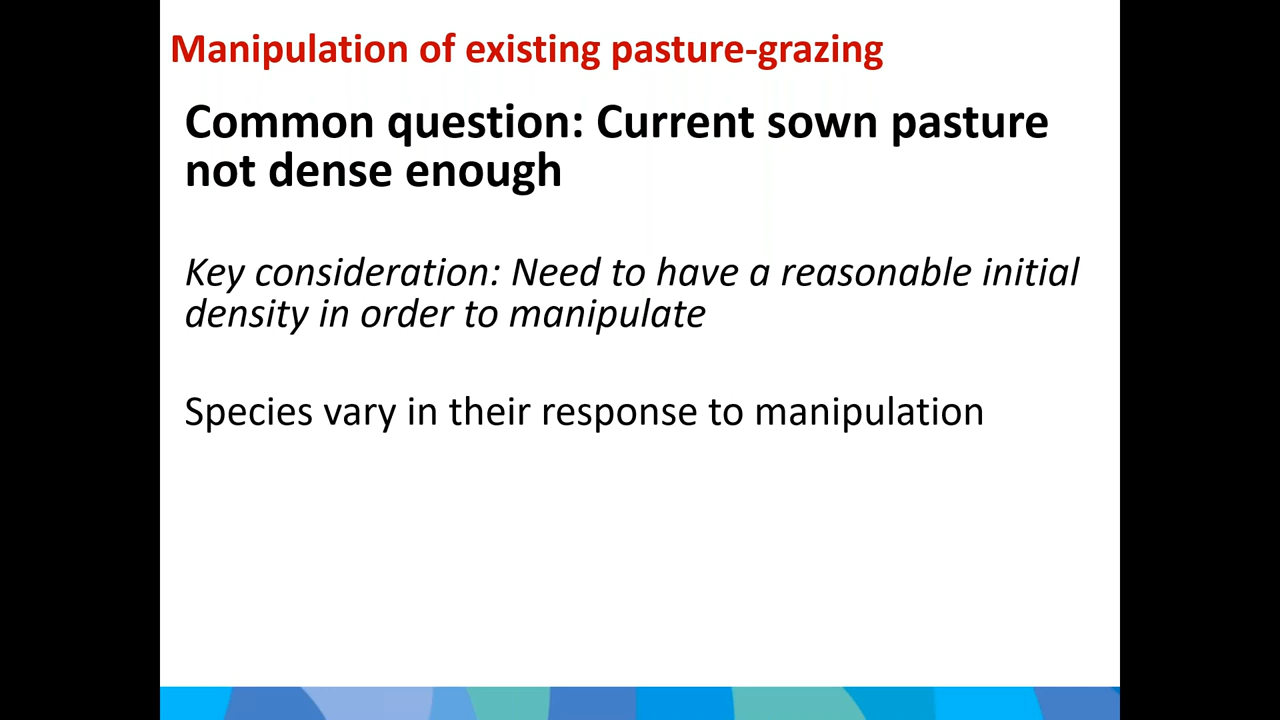 Manipulation of existing pasture-grazing
Common question: Current sown pasture
not dense enough
Key consideration: Need to have a reasonable initial
density in order to manipulate
Species vary in their response to manipulation